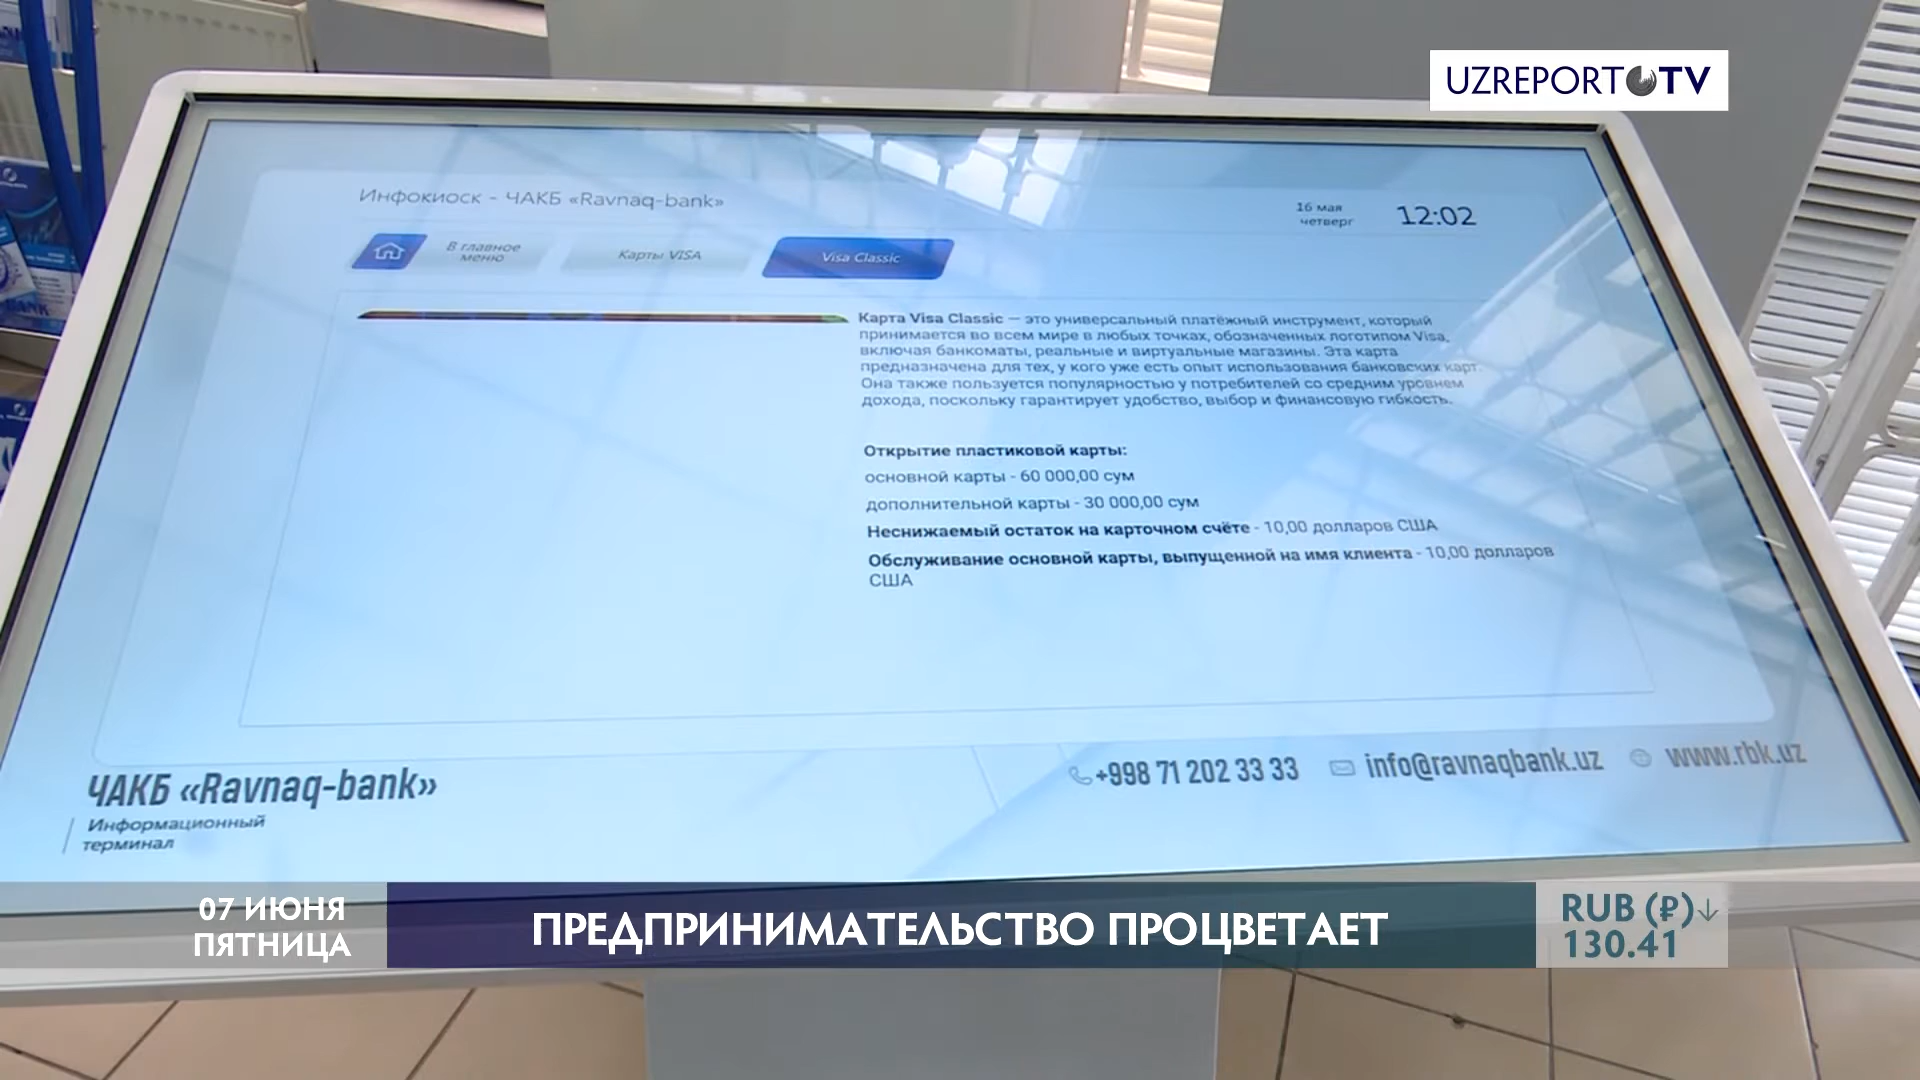 UZREPORT TV
Инфокиоск - ЧАКБ «Ravnaq-bank»
16 мая
четверг
12:02
В главное
меню
Карты VISA
Visa Classic
Карта Visa Classic — это универсальный платёжный инструмент, который
принимается во всем мире в любых точках, обозначенных логотипом Visa,
включая банкоматы, реальные и виртуальные магазины. Эта карта
предназначена для тех, у кого уже есть опыт использования банковских карт.
Она также пользуется популярностью у потребителей со средним уровнем
дохода, поскольку гарантирует удобство, выбор и финансовую гибкость.
Открытие пластиковой карты:
основной карты - 60 000,00 сум
дополнительной карты - 30 000,00 сум
Неснижаемый остаток на карточном счёте - 10,00 долларов США
Обслуживание основной карты, выпущенной на имя клиента - 10,00 долларов
США
ЧАКБ «Ravnaq-bank»
Информационный
терминал
+998 71 202 33 33
info@ravnaqbank.uz
www.rbk.uz
07 ИЮНЯ
ПЯТНИЦА
ПРЕДПРИНИМАТЕЛЬСТВО ПРОЦВЕТАЕТ
RUB (₽)↓
130.41